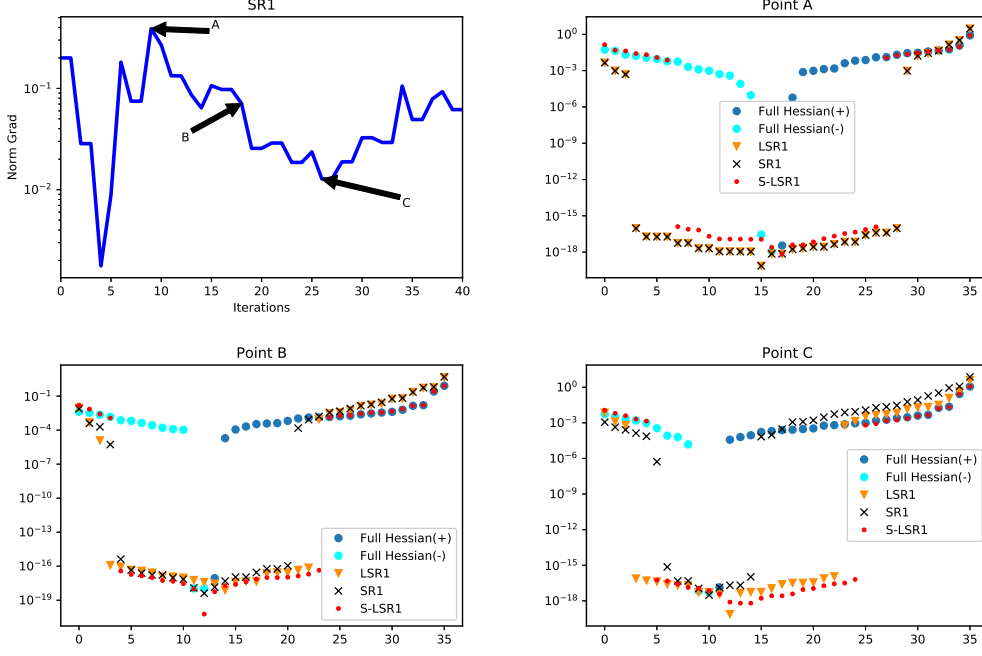 SR1
Norm Grad
10⁻¹
10⁻²
A
B
C
0 5 10 15 20 25 30 35 40
Iterations
Point A
10⁰
10⁻³
10⁻⁶
10⁻⁹
10⁻¹²
10⁻¹⁵
10⁻¹⁸
Full Hessian(+)
Full Hessian(-)
LSR1
SR1
S-LSR1
0 5 10 15 20 25 30 35
Point B
10⁻¹
10⁻⁴
10⁻⁷
10⁻¹⁰
10⁻¹³
10⁻¹⁶
10⁻¹⁹
Full Hessian(+)
Full Hessian(-)
LSR1
SR1
S-LSR1
0 5 10 15 20 25 30 35
Point C
10⁰
10⁻³
10⁻⁶
10⁻⁹
10⁻¹²
10⁻¹⁵
10⁻¹⁸
Full Hessian(+)
Full Hessian(-)
LSR1
SR1
S-LSR1
0 5 10 15 20 25 30 35